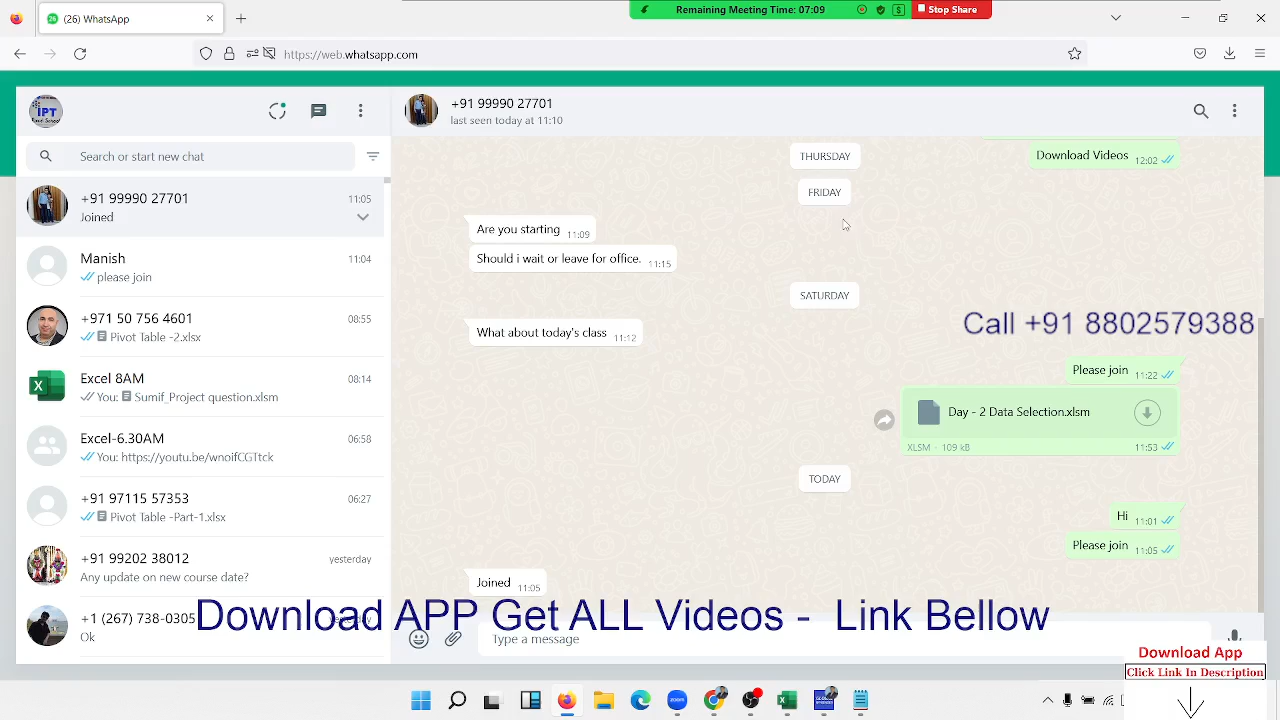 (26) WhatsApp
Remaining Meeting Time: 07:09
Stop Share
https://web.whatsapp.com
IPT
+91 99990 27701
last seen today at 11:10
Search or start new chat
+91 99990 27701
11:05
Joined
Manish
11:04
please join
+971 50 756 4601
08:55
Pivot Table -2.xlsx
Excel 8AM
08:14
You: Sumif_Project question.xlsm
Excel-6.30AM
06:58
+91 97115 57353
06:27
Pivot Table -Part-1.xlsx
+91 99202 38012
yesterday
Any update on new course date?
+1 (267) 738-0305
Ok
THURSDAY
Download Videos 12:02
FRIDAY
Are you starting 11:09
Should i wait or leave for office. 11:15
SATURDAY
What about today's class 11:12
Call +91 8802579388
Please join 11:22
Day - 2 Data Selection.xlsm
XLSM · 109 kB 11:53
TODAY
Hi 11:01
Please join 11:05
Joined 11:05
Download APP Get ALL Videos - Link Bellow
Type a message
Download App
Click Link In Description